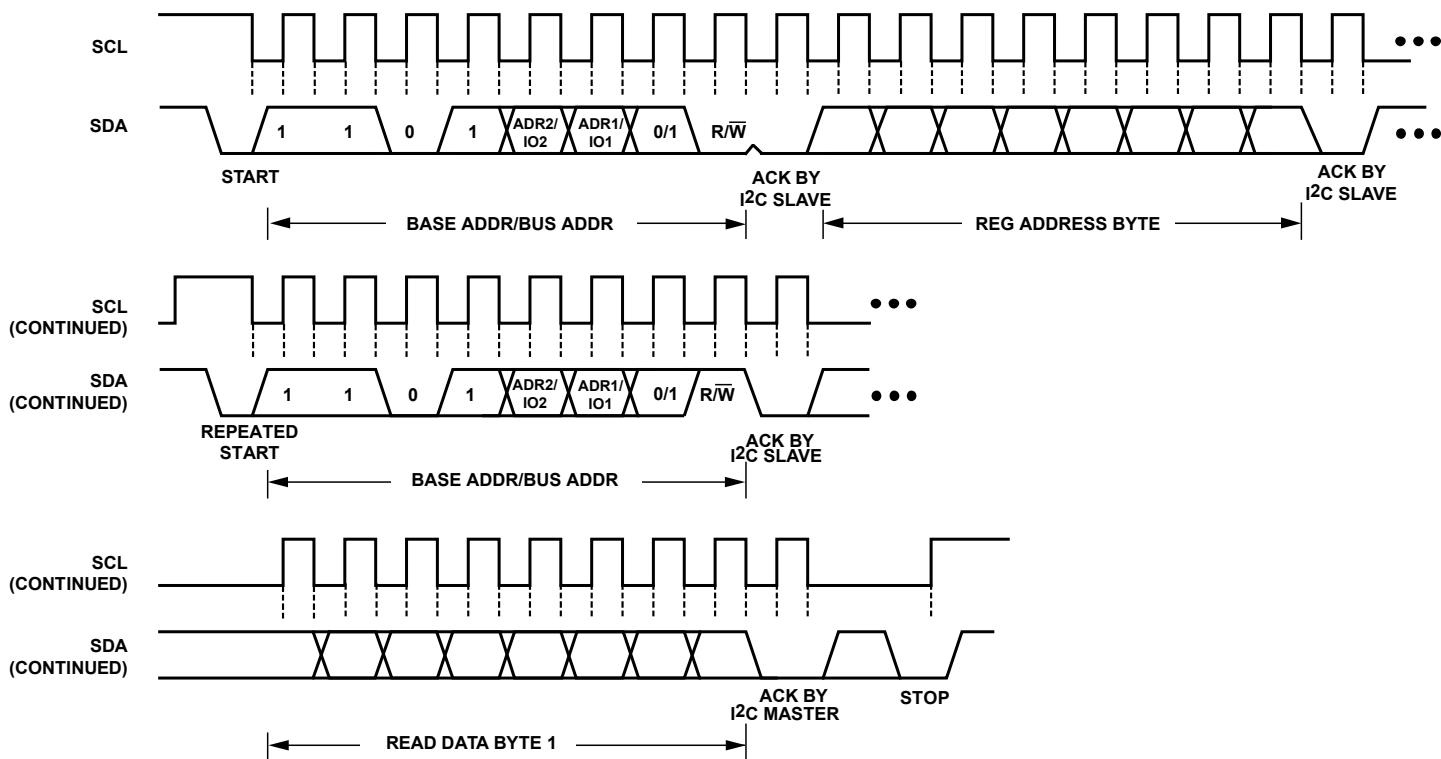 SCL
SDA
1 1 0 1 ADR2/ ADR1/ 0/1 R/W̅
IO2 IO1
START
ACK BY
I2C SLAVE
ACK BY
I2C SLAVE
BASE ADDR/BUS ADDR
REG ADDRESS BYTE
SCL
(CONTINUED)
SDA
(CONTINUED)
1 1 0 1 ADR2/ ADR1/ 0/1 R/W̅
IO2 IO1
REPEATED
START
ACK BY
I2C SLAVE
BASE ADDR/BUS ADDR
SCL
(CONTINUED)
SDA
(CONTINUED)
ACK BY
I2C MASTER
STOP
READ DATA BYTE 1